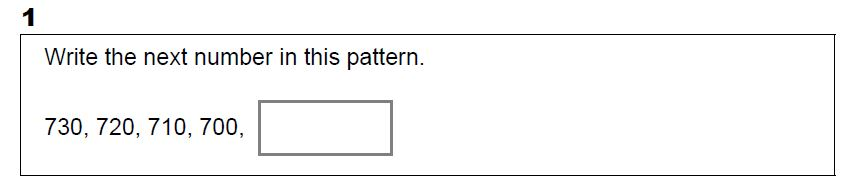 1
Write the next number in this pattern.
730, 720, 710, 700,